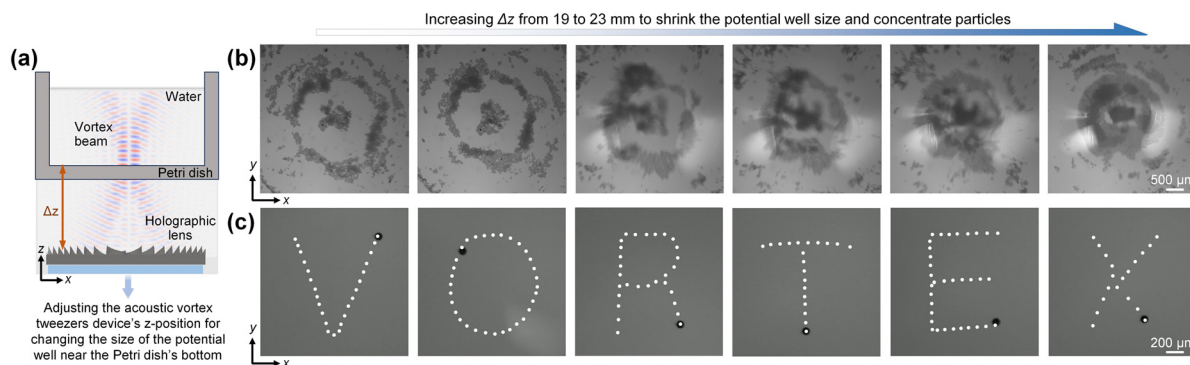 Increasing Δz from 19 to 23 mm to shrink the potential well size and concentrate particles
(a)
Water
Vortex
beam
Petri dish
Δz
Holographic
lens
z
x
Adjusting the acoustic vortex
tweezers device's z-position for
changing the size of the potential
well near the Petri dish's bottom
(b)
y
x
500 µm
(c)
V O R T E X
y
x
200 µm